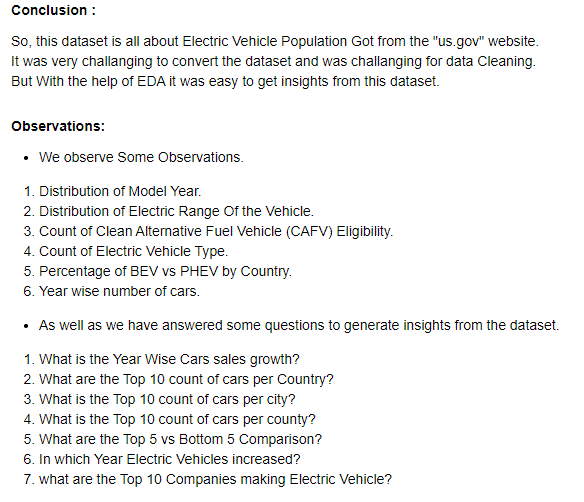 Conclusion :
So, this dataset is all about Electric Vehicle Population Got from the "us.gov" website.
It was very challanging to convert the dataset and was challanging for data Cleaning.
But With the help of EDA it was easy to get insights from this dataset.
Observations:
• We observe Some Observations.
1. Distribution of Model Year.
2. Distribution of Electric Range Of the Vehicle.
3. Count of Clean Alternative Fuel Vehicle (CAFV) Eligibility.
4. Count of Electric Vehicle Type.
5. Percentage of BEV vs PHEV by Country.
6. Year wise number of cars.
• As well as we have answered some questions to generate insights from the dataset.
1. What is the Year Wise Cars sales growth?
2. What are the Top 10 count of cars per Country?
3. What is the Top 10 count of cars per city?
4. What is the Top 10 count of cars per county?
5. What are the Top 5 vs Bottom 5 Comparison?
6. In which Year Electric Vehicles increased?
7. what are the Top 10 Companies making Electric Vehicle?